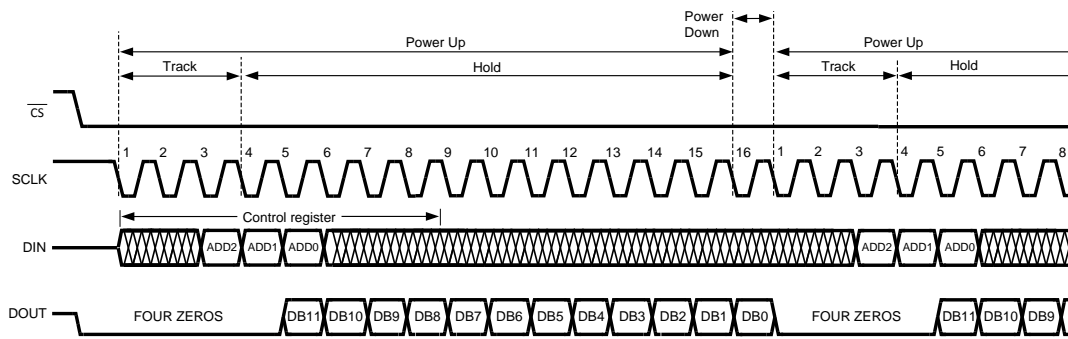 Power
Down
Power Up Power Up
Track Hold Track Hold
CS
1 2 3 4 5 6 7 8 9 10 11 12 13 14 15 16 1 2 3 4 5 6 7 8
SCLK
Control register
DIN ADD2 ADD1 ADD0 ADD2 ADD1 ADD0
DOUT FOUR ZEROS DB11 DB10 DB9 DB8 DB7 DB6 DB5 DB4 DB3 DB2 DB1 DB0 FOUR ZEROS DB11 DB10 DB9